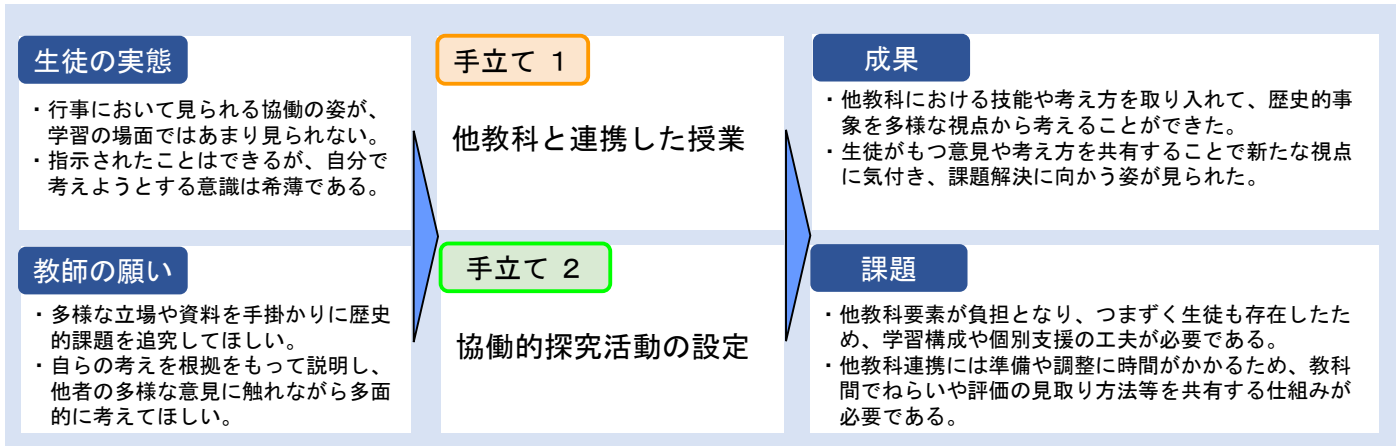 生徒の実態
・行事において見られる協働の姿が、
学習の場面ではあまり見られない。
・指示されたことはできるが、自分で
考えようとする意識は希薄である。
教師の願い
・多様な立場や資料を手掛かりに歴史
的課題を追究してほしい。
・自らの考えを根拠をもって説明し、
他者の多様な意見に触れながら多面
的に考えてほしい。
手立て 1
他教科と連携した授業
手立て 2
協働的探究活動の設定
成果
・他教科における技能や考え方を取り入れて、歴史的事
象を多様な視点から考えることができた。
・生徒がもつ意見や考え方を共有することで新たな視点
に気付き、課題解決に向かう姿が見られた。
課題
・他教科要素が負担となり、つまずく生徒も存在したた
め、学習構成や個別支援の工夫が必要である。
・他教科連携には準備や調整に時間がかかるため、教科
間でねらいや評価の見取り方法等を共有する仕組みが
必要である。